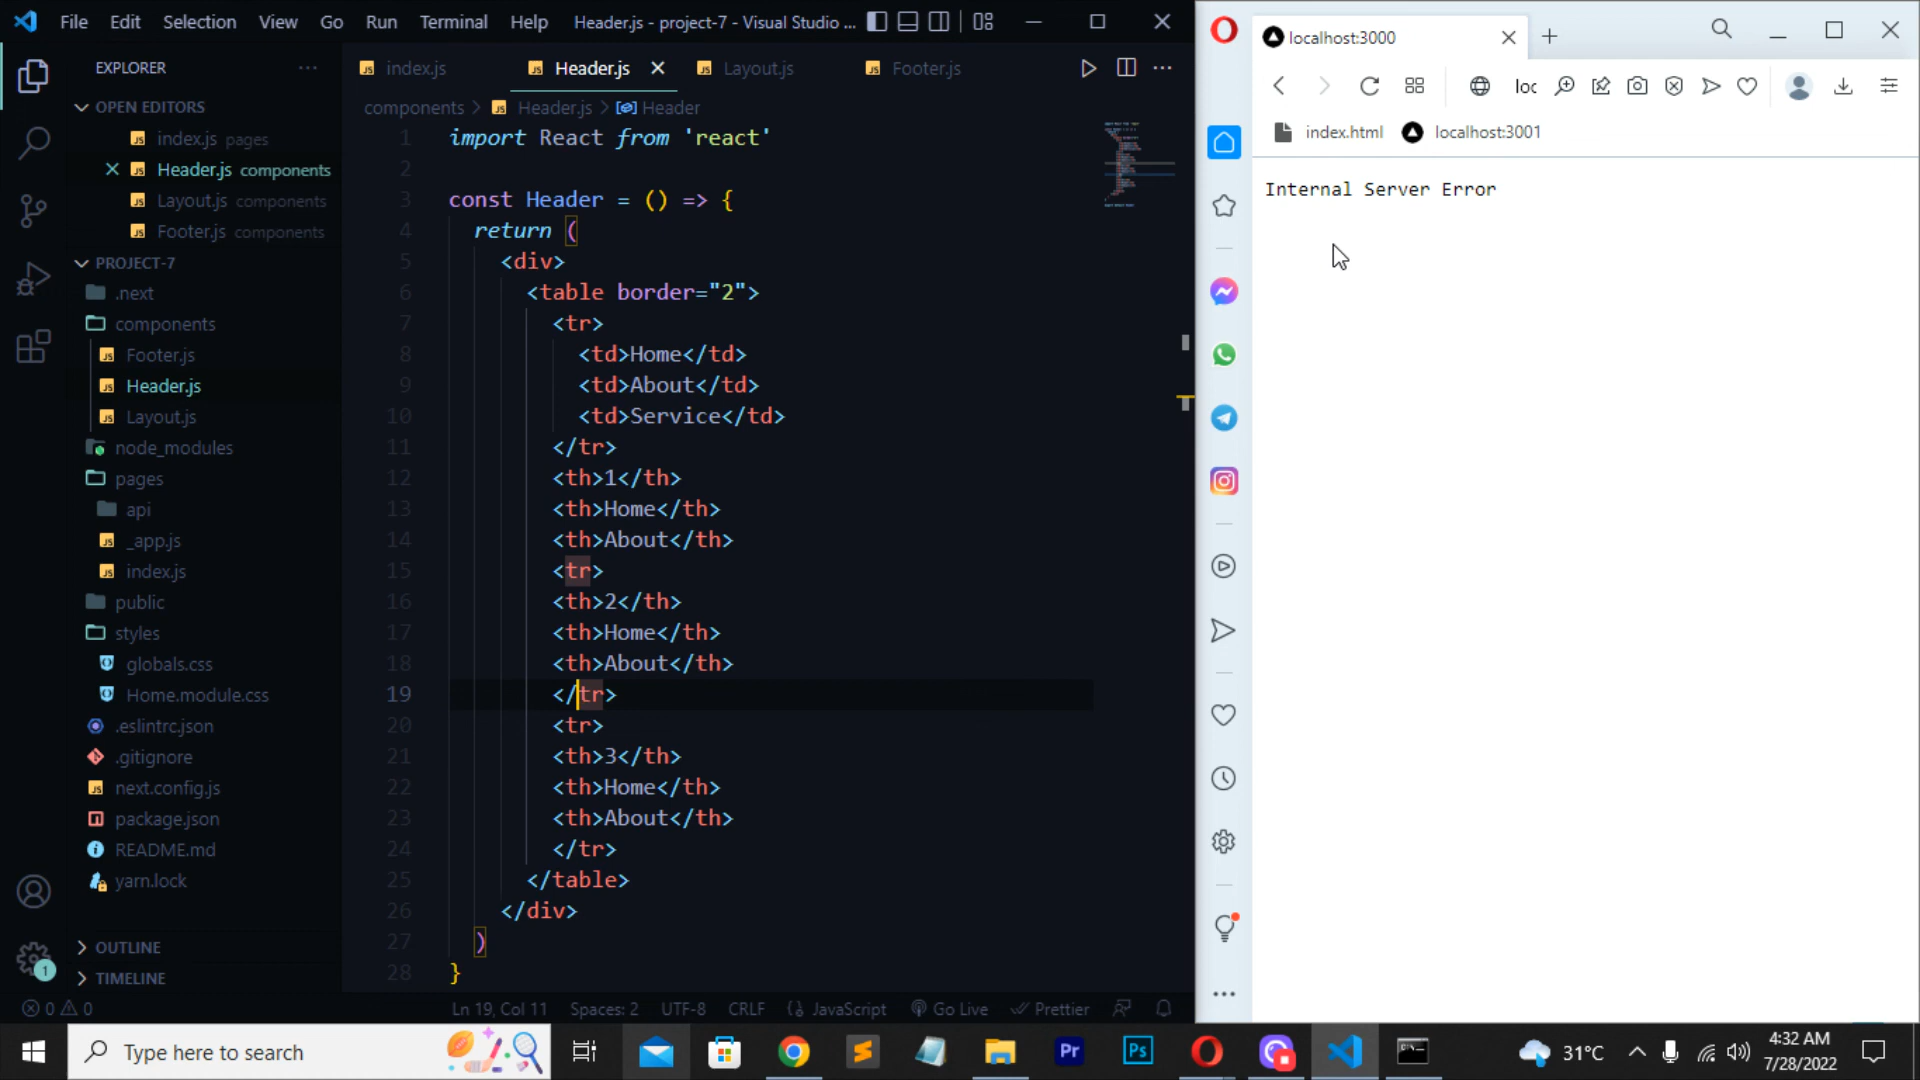 File Edit Selection View Go Run Terminal Help Header.js - project-7 - Visual Studio ...
EXPLORER
OPEN EDITORS
index.js pages
Header.js components
Layout.js components
Footer.js components
PROJECT-7
.next
components
Footer.js
Header.js
Layout.js
node_modules
pages
api
_app.js
index.js
public
styles
globals.css
Home.module.css
.eslintrc.json
.gitignore
next.config.js
package.json
README.md
yarn.lock
OUTLINE
TIMELINE
index.js Header.js Layout.js Footer.js
components > Header.js > Header
1 import React from 'react'
2
3 const Header = () => {
4 return (
5 <div>
6 <table border="2">
7 <tr>
8 <td>Home</td>
9 <td>About</td>
10 <td>Service</td>
11 </tr>
12 <th>1</th>
13 <th>Home</th>
14 <th>About</th>
15 <tr>
16 <th>2</th>
17 <th>Home</th>
18 <th>About</th>
19 </tr>
20 <tr>
21 <th>3</th>
22 <th>Home</th>
23 <th>About</th>
24 </tr>
25 </table>
26 </div>
27 )
28 }
1
0 0 Ln 19, Col 11 Spaces: 2 UTF-8 CRLF {} JavaScript Go Live Prettier
localhost:3000
loc
index.html localhost:3001
Internal Server Error
Type here to search
Pr Ps
31°C
4:32 AM
7/28/2022